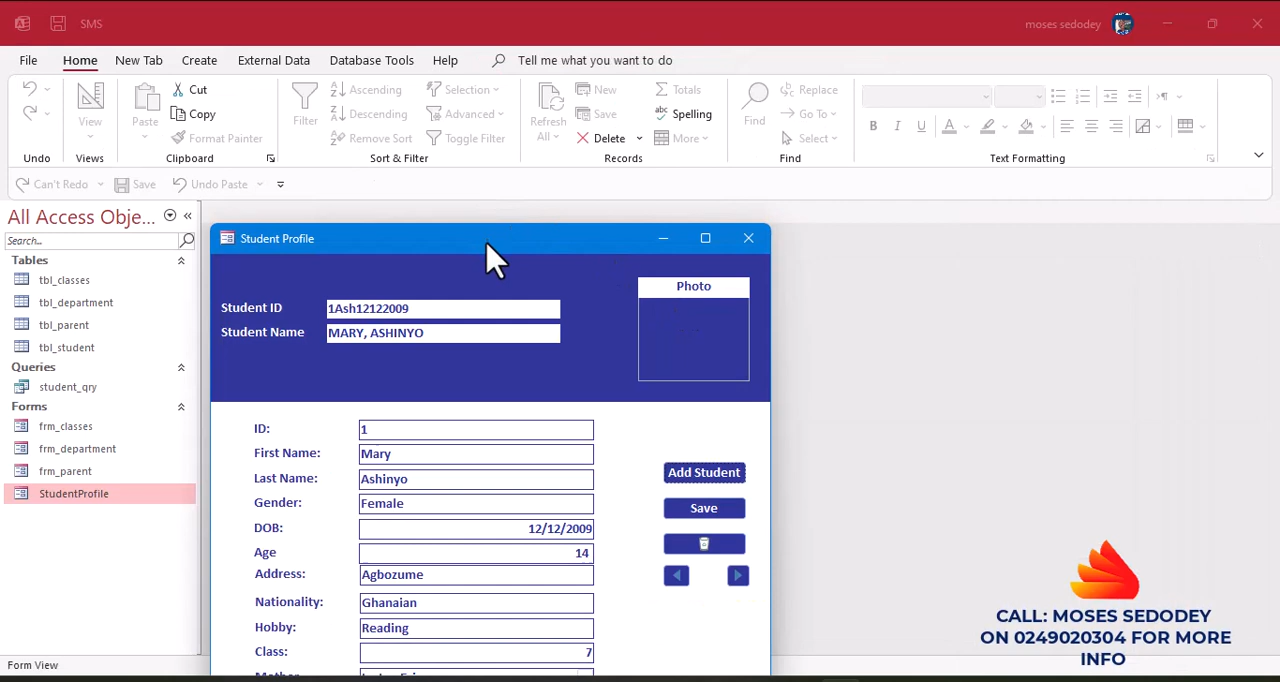 SMS
moses sedodey
File Home New Tab Create External Data Database Tools Help Tell me what you want to do
View
Paste
Cut
Copy
Format Painter
Filter
Ascending
Descending
Remove Sort
Selection
Advanced
Toggle Filter
Refresh
All
New
Save
Delete
Totals
Spelling
More
Find
Replace
Go To
Select
B I U A
Undo Views Clipboard Sort & Filter Records Find Text Formatting
Can't Redo Save Undo Paste
All Access Obje...
Search...
Tables
tbl_classes
tbl_department
tbl_parent
tbl_student
Queries
student_qry
Forms
frm_classes
frm_department
frm_parent
StudentProfile
Student Profile
Photo
Student ID 1Ash12122009
Student Name MARY, ASHINYO
ID: 1
First Name: Mary
Last Name: Ashinyo
Gender: Female
DOB: 12/12/2009
Age 14
Address: Agbozume
Nationality: Ghanaian
Hobby: Reading
Class: 7
Add Student
Save
CALL: MOSES SEDODEY
ON 0249020304 FOR MORE
INFO
Form View